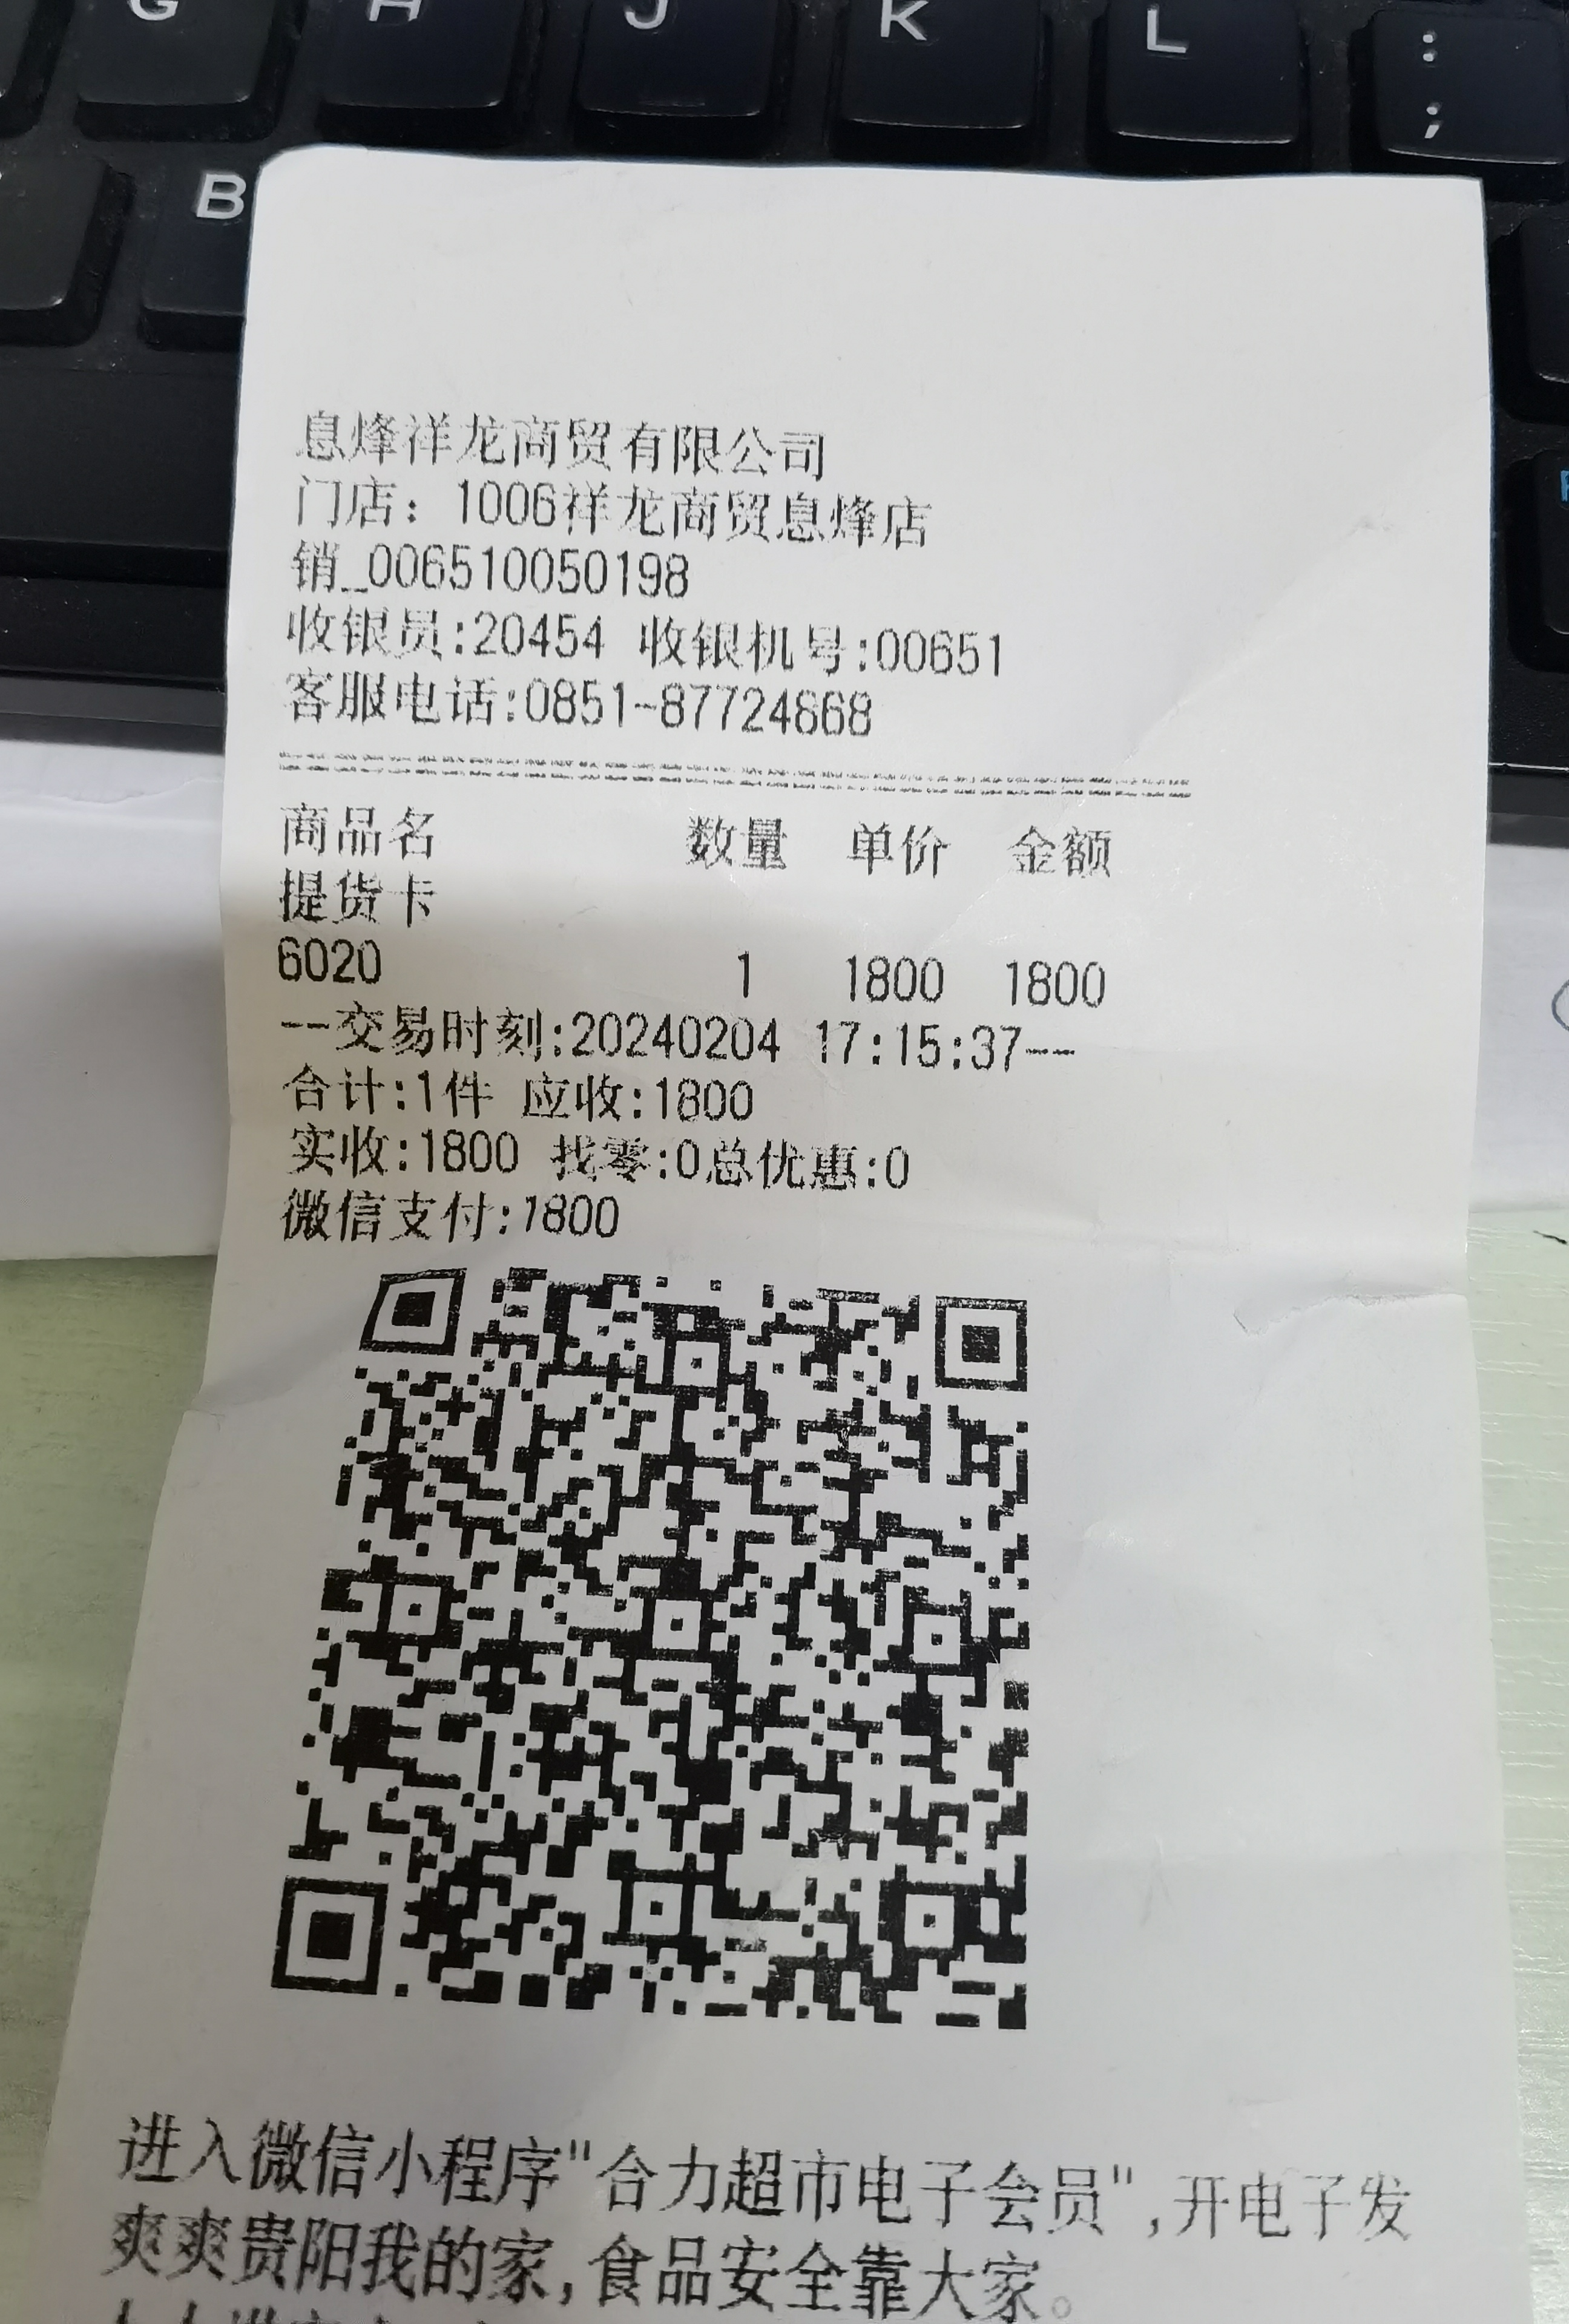 G H J K L : ;
B
息烽祥龙商贸有限公司
门店：1006祥龙商贸息烽店
销_006510050198
收银员:20454 收银机号:00651
客服电话:0851-87724668
商品名 数量 单价 金额
提货卡
6020 1 1800 1800
--交易时刻:20240204 17:15:37--
合计:1件 应收:1800
实收:1800 找零:0总优惠:0
微信支付:1800
进入微信小程序"合力超市电子会员",开电子发
爽爽贵阳我的家,食品安全靠大家。